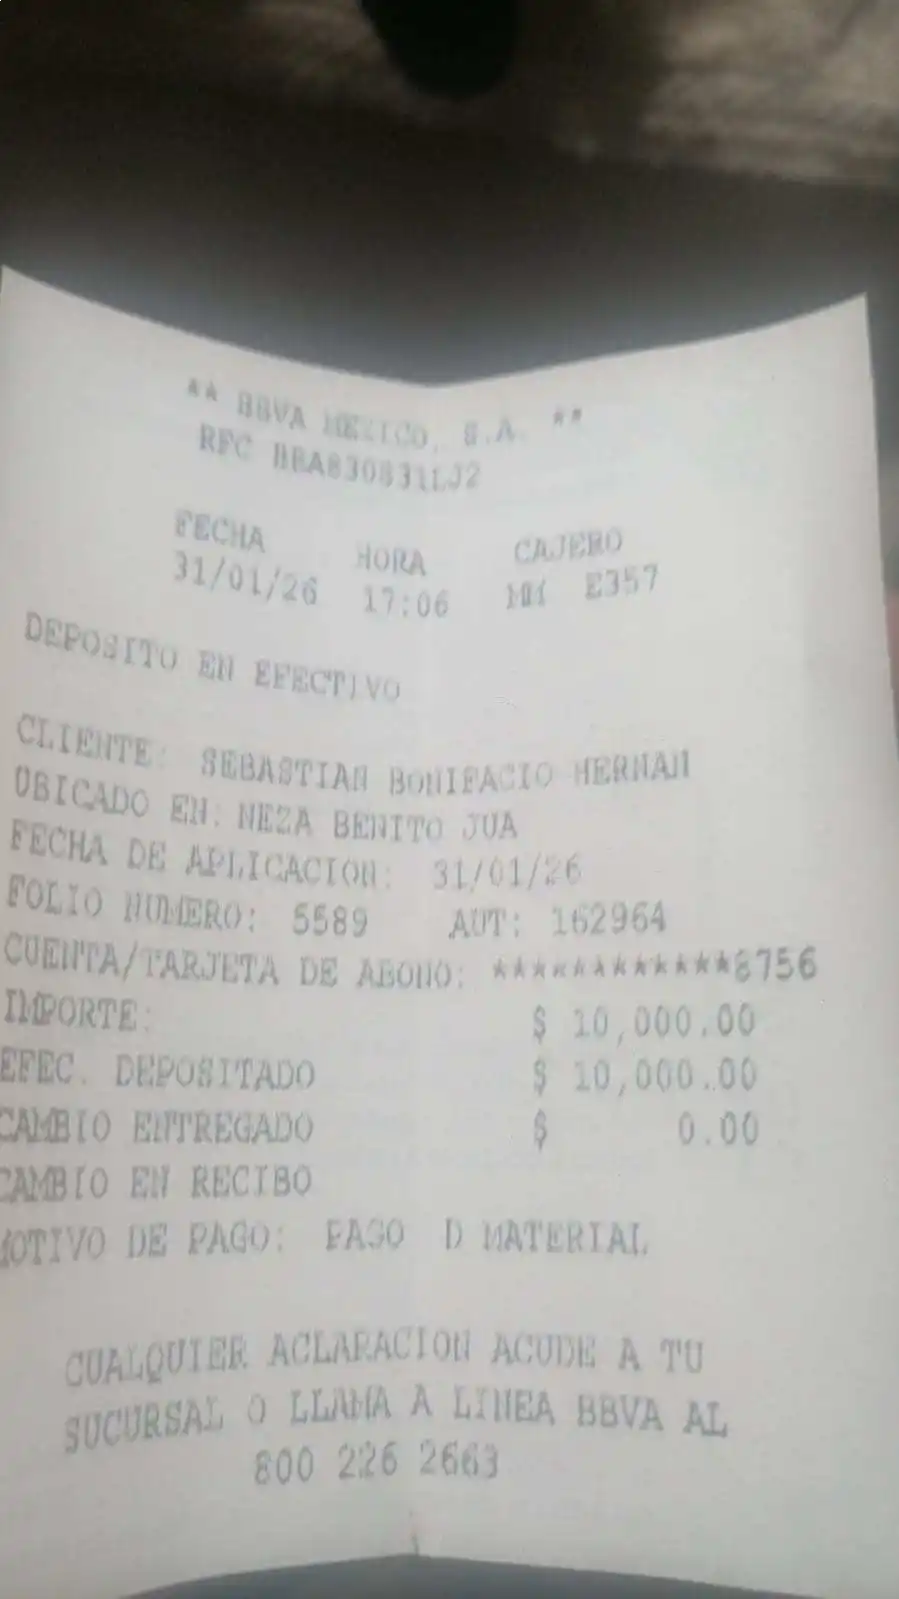 ** BBVA MEXICO, S.A. **
RFC BBA830831LJ2
FECHA HORA CAJERO
31/01/26 17:06 MM E357
DEPOSITO EN EFECTIVO
CLIENTE: SEBASTIAN BONIFACIO HERNAN
UBICADO EN: NEZA BENITO JUA
FECHA DE APLICACION: 31/01/26
FOLIO NUMERO: 5589 AUT: 162964
CUENTA/TARJETA DE ABONO: ************8756
IMPORTE: $ 10,000.00
EFEC. DEPOSITADO $ 10,000.00
CAMBIO ENTREGADO $ 0.00
CAMBIO EN RECIBO
MOTIVO DE PAGO: PAGO D MATERIAL
CUALQUIER ACLARACION ACUDE A TU
SUCURSAL O LLAMA A LINEA BBVA AL
800 226 2663